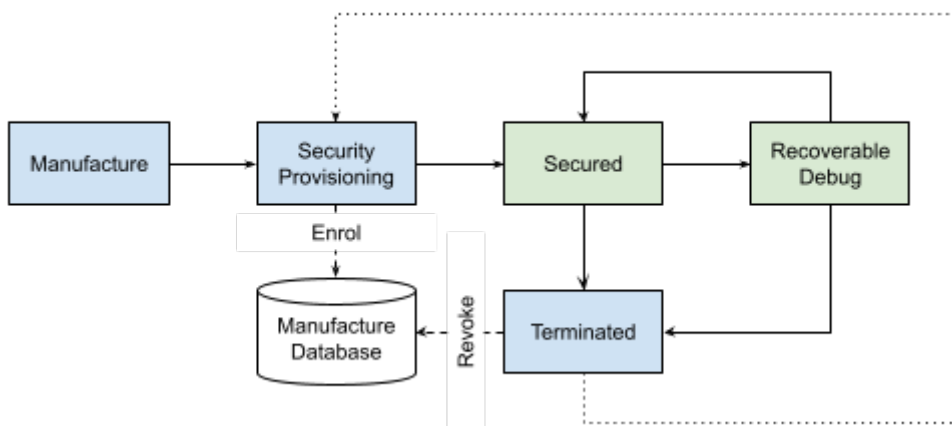 Manufacture
Security
Provisioning
Secured
Recoverable
Debug
Enrol
Manufacture
Database
Revoke
Terminated